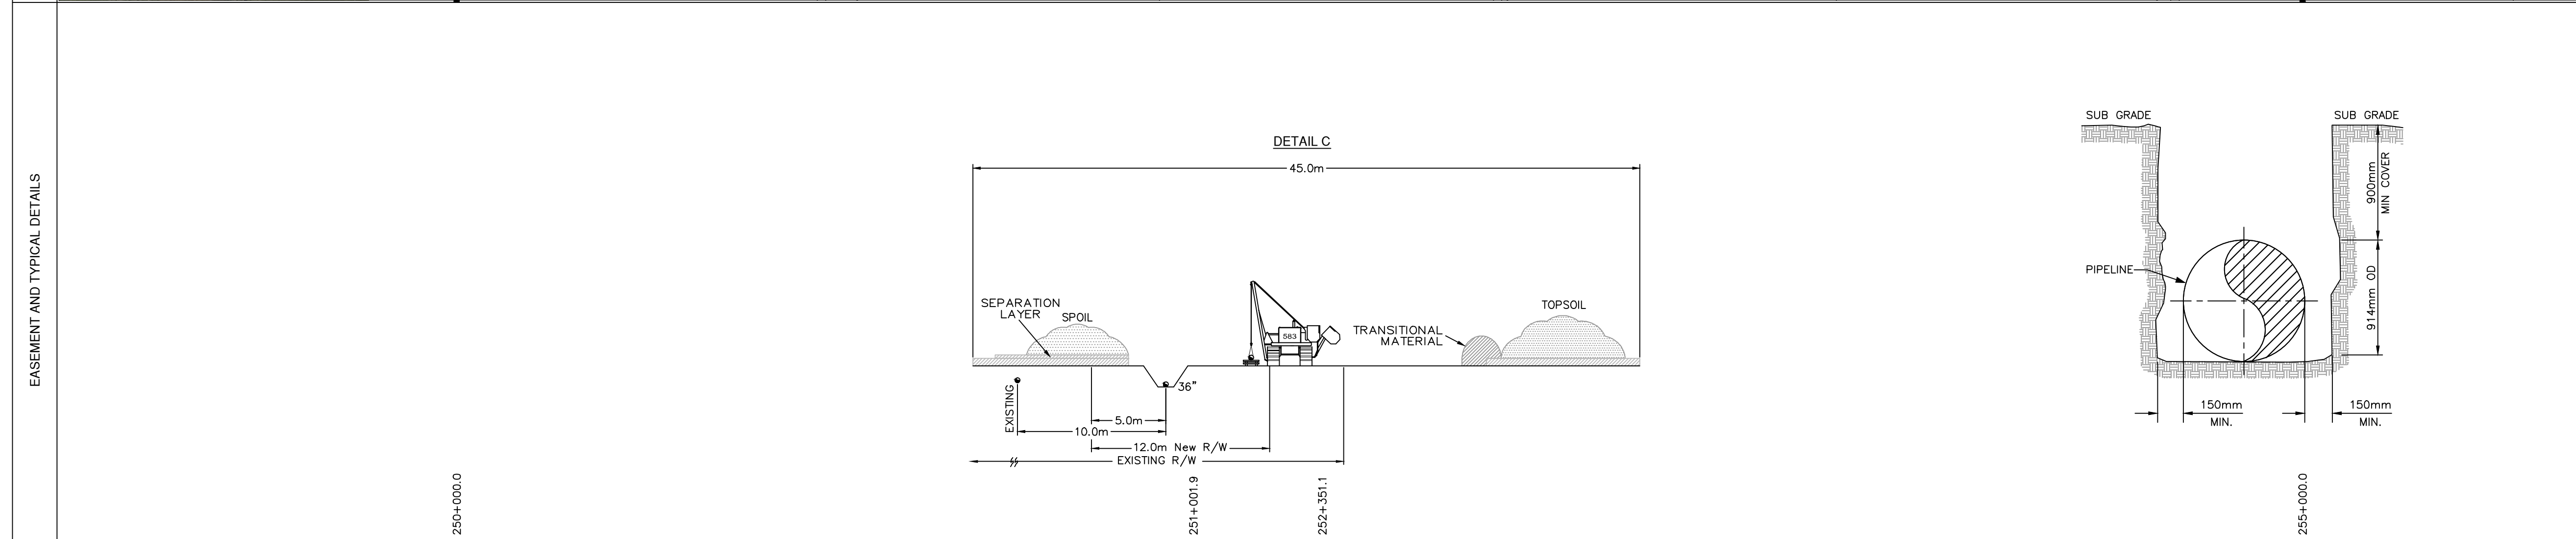 EASEMENT AND TYPICAL DETAILS
DETAIL C
45.0m
SEPARATION
LAYER
SPOIL
583
TRANSITIONAL
MATERIAL
TOPSOIL
36"
EXISTING
5.0m
10.0m
12.0m New R/W
EXISTING R/W
SUB GRADE
SUB GRADE
900mm
MIN COVER
PIPELINE
914mm OD
150mm
MIN.
150mm
MIN.
250+000.0
251+001.9
252+351.1
255+000.0